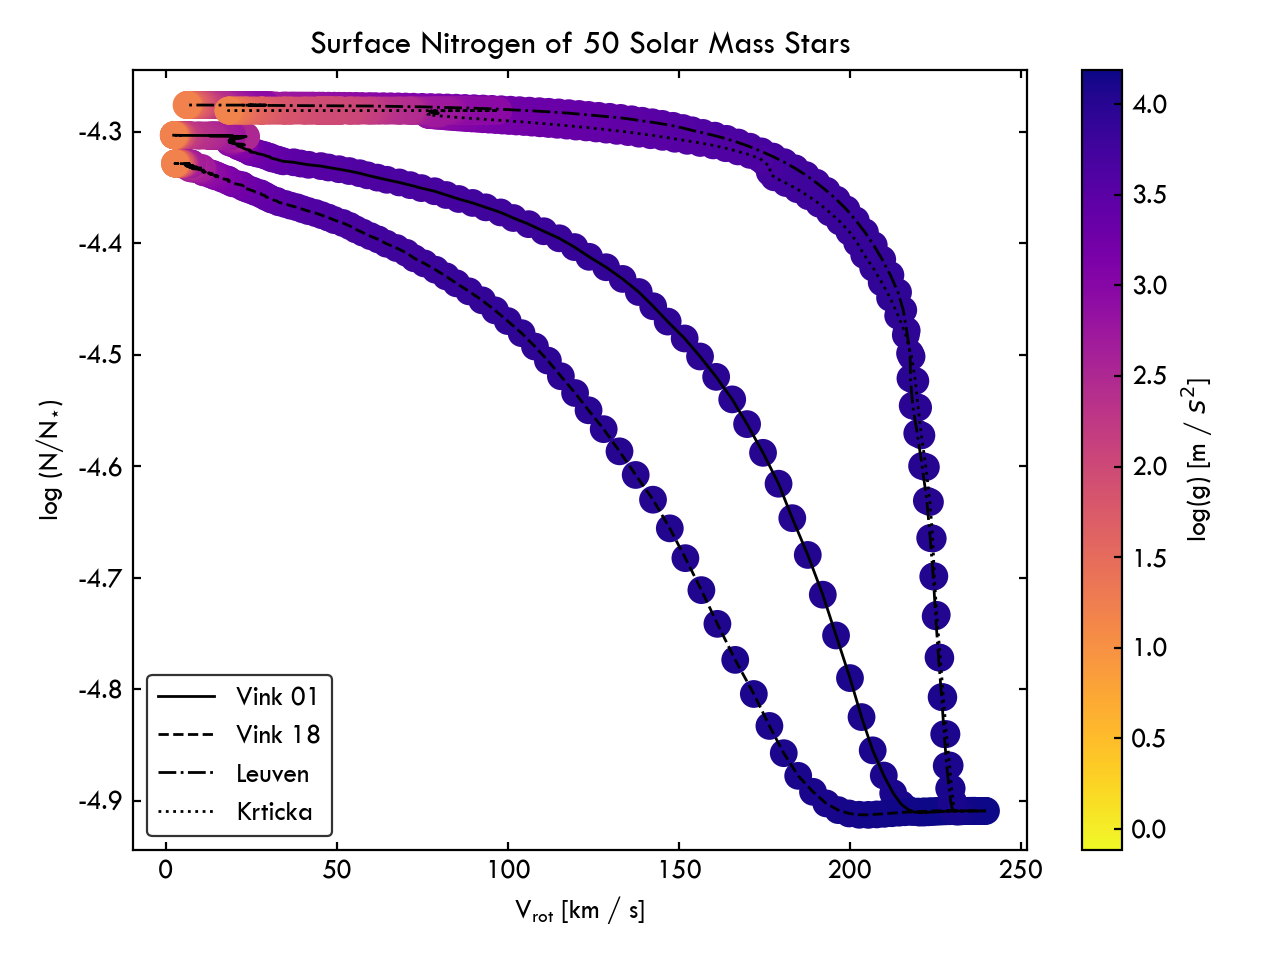 Surface Nitrogen of 50 Solar Mass Stars
-4.3
-4.4
-4.5
-4.6
-4.7
-4.8
-4.9
log (N/N⋆)
Vink 01
Vink 18
Leuven
Krticka
0
50
100
150
200
250
V_rot [km / s]
4.0
3.5
3.0
2.5
2.0
1.5
1.0
0.5
0.0
log(g) [m / s²]